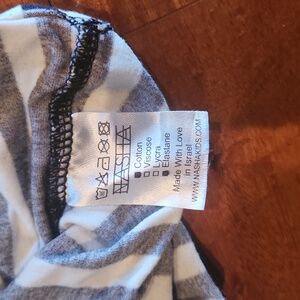 NASHA
■ Cotton
□ Viscose
□ Lycra
■ Elastane
Made With Love
in Israel
WWW.NASHAKIDS.COM